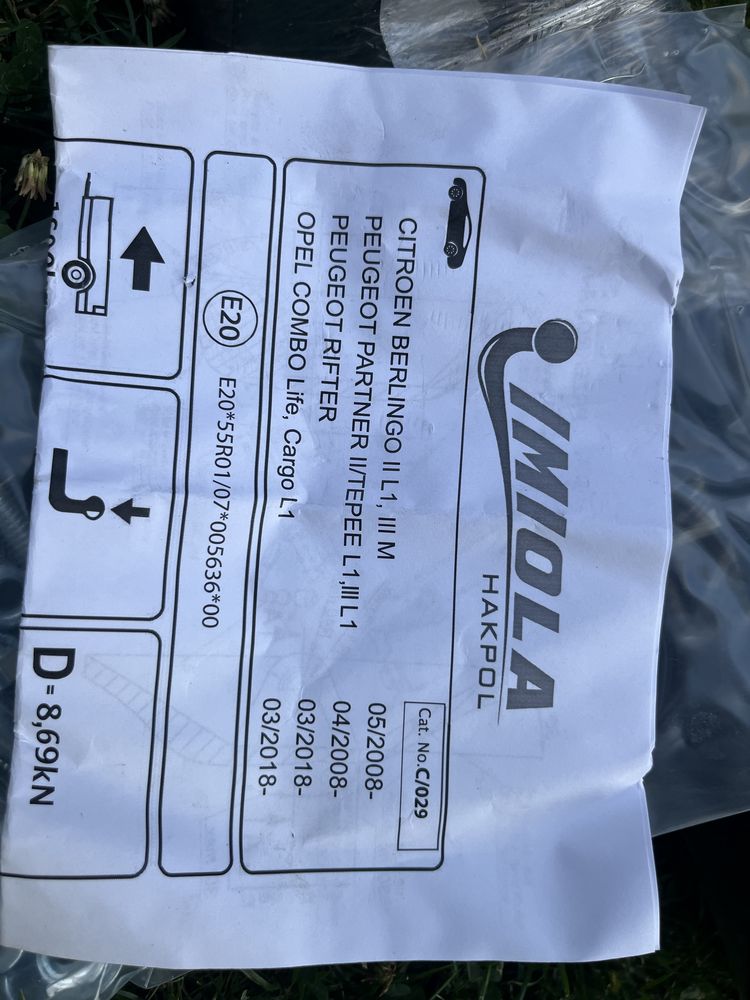 IMIOLA
HAKPOL
Cat. No.C/029
CITROEN BERLINGO II L1, III M 05/2008-
PEUGEOT PARTNER II/TEPEE L1,III L1 04/2008-
PEUGEOT RIFTER 03/2018-
OPEL COMBO Life, Cargo L1 03/2018-
E20 E20*55R01/07*005636*00
D= 8,69kN